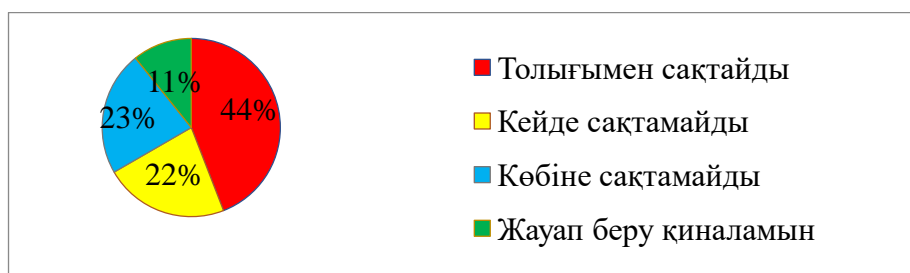 11%
44%
23%
22%
Толығымен сақтайды
Кейде сақтамайды
Көбіне сақтамайды
Жауап беру қиналамын